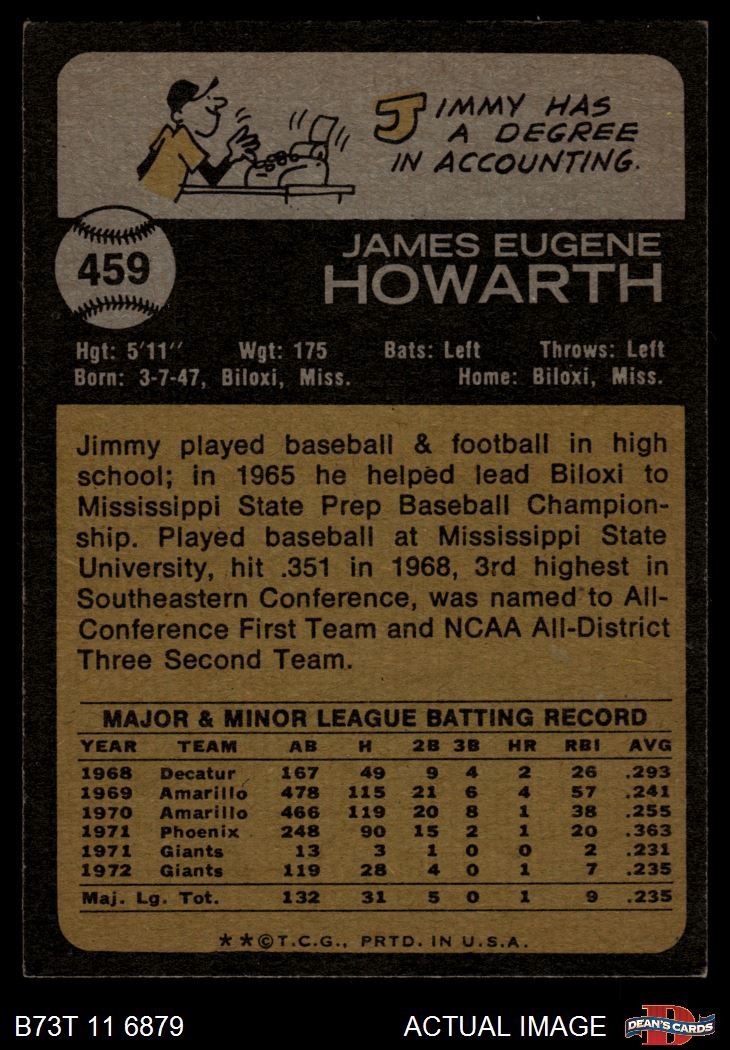 JIMMY HAS
A DEGREE
IN ACCOUNTING.
459
JAMES EUGENE
HOWARTH
Hgt: 5'11" Wgt: 175 Bats: Left Throws: Left
Born: 3-7-47, Biloxi, Miss. Home: Biloxi, Miss.
Jimmy played baseball & football in high
school; in 1965 he helped lead Biloxi to
Mississippi State Prep Baseball Champion-
ship. Played baseball at Mississippi State
University, hit .351 in 1968, 3rd highest in
Southeastern Conference, was named to All-
Conference First Team and NCAA All-District
Three Second Team.
MAJOR & MINOR LEAGUE BATTING RECORD
YEAR TEAM AB H 2B 3B HR RBI AVG
1968 Decatur 167 49 9 4 2 26 .293
1969 Amarillo 478 115 21 6 4 57 .241
1970 Amarillo 466 119 20 8 1 38 .255
1971 Phoenix 248 90 15 2 1 20 .363
1971 Giants 13 3 1 0 0 2 .231
1972 Giants 119 28 4 0 1 7 .235
Maj. Lg. Tot. 132 31 5 0 1 9 .235
**©T.C.G., PRTD. IN U.S.A.
B73T 11 6879 ACTUAL IMAGE DEAN'S CARDS